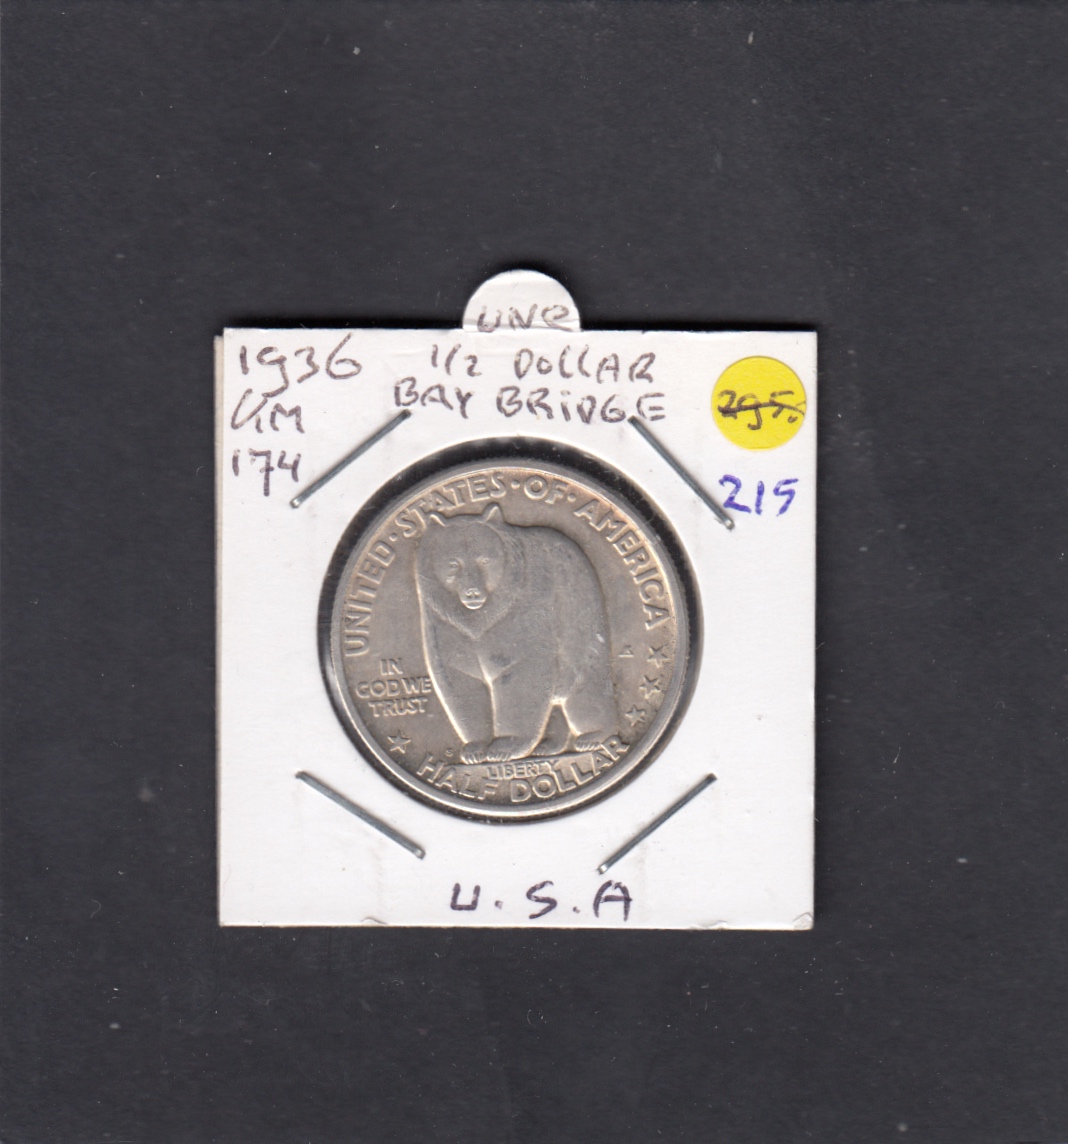 UNC
1936 1/2 DOLLAR
KM BAY BRIDGE
174
295.
215
UNITED·STATES·OF·AMERICA
IN
GOD WE
TRUST
LIBERTY
HALF DOLLAR
U.S.A